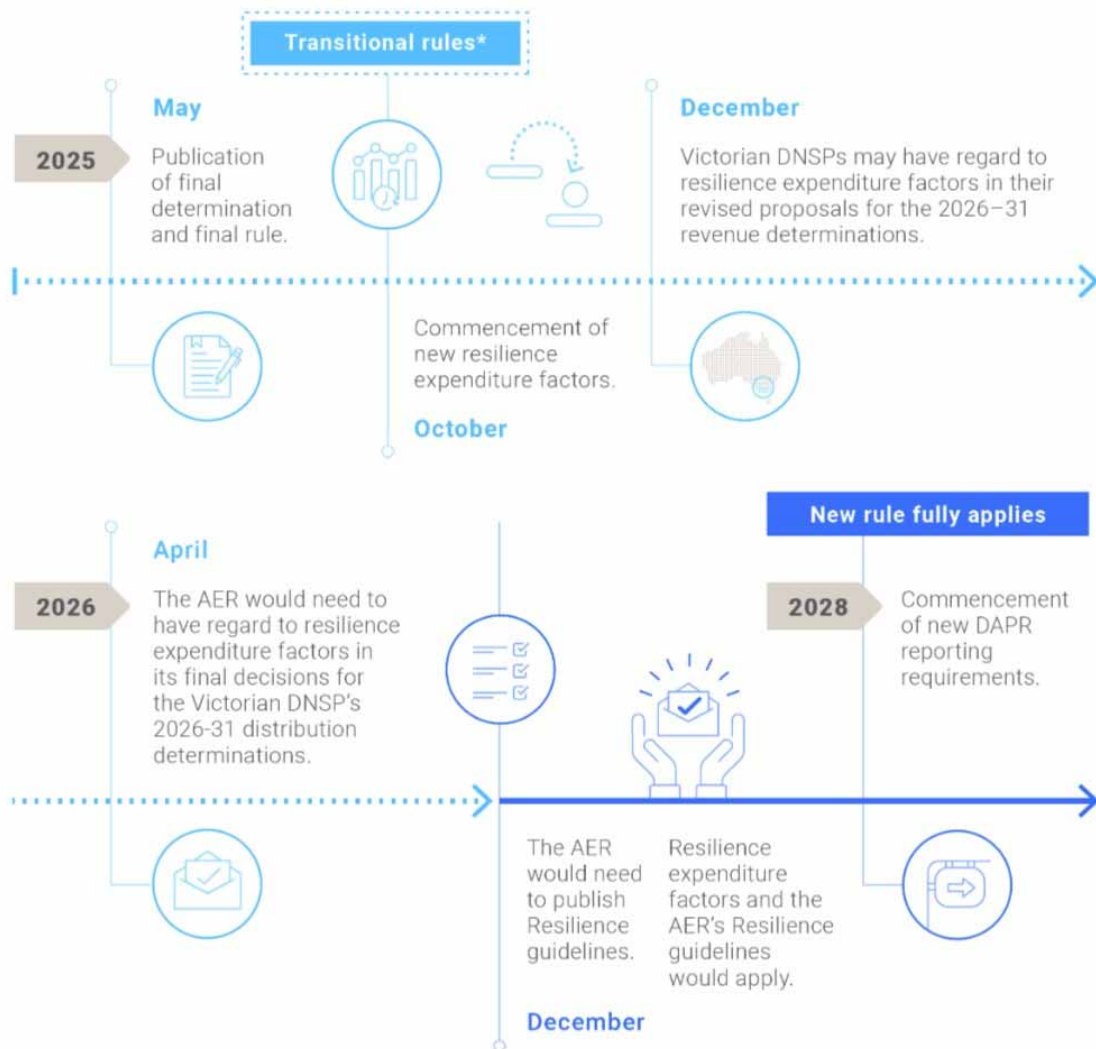 Transitional rules*
2025
May
Publication
of final
determination
and final rule.
Commencement of
new resilience
expenditure factors.
October
December
Victorian DNSPs may have regard to
resilience expenditure factors in their
revised proposals for the 2026–31
revenue determinations.
2026
April
The AER would need to
have regard to resilience
expenditure factors in
its final decisions for
the Victorian DNSP's
2026-31 distribution
determinations.
The AER
would need
to publish
Resilience
guidelines.
December
Resilience
expenditure
factors and the
AER's Resilience
guidelines
would apply.
New rule fully applies
2028
Commencement
of new DAPR
reporting
requirements.